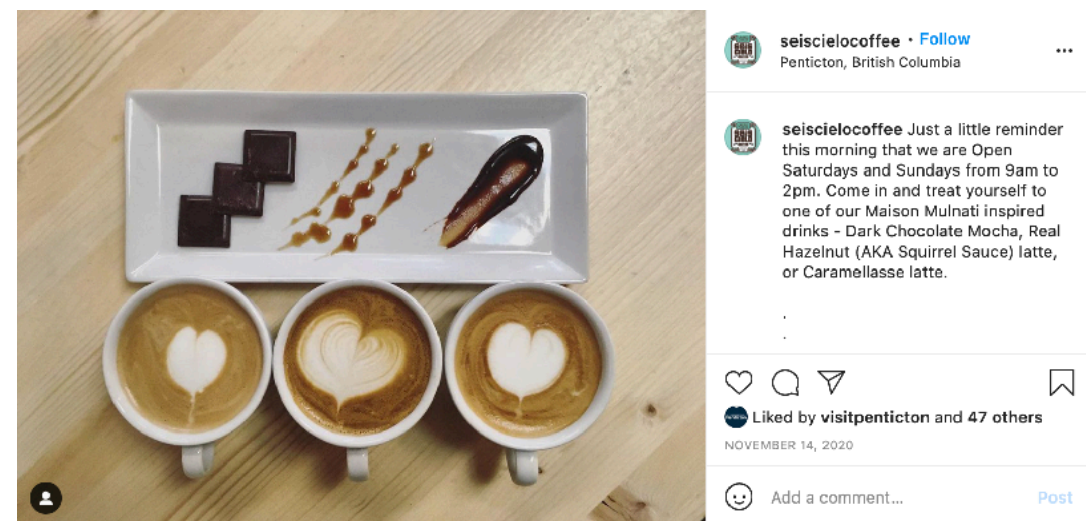 seiscielocoffee • Follow
Penticton, British Columbia
seiscielocoffee Just a little reminder
this morning that we are Open
Saturdays and Sundays from 9am to
2pm. Come in and treat yourself to
one of our Maison Mulnati inspired
drinks - Dark Chocolate Mocha, Real
Hazelnut (AKA Squirrel Sauce) latte,
or Caramellasse latte.
.
.
Liked by visitpenticton and 47 others
NOVEMBER 14, 2020
Add a comment...
Post